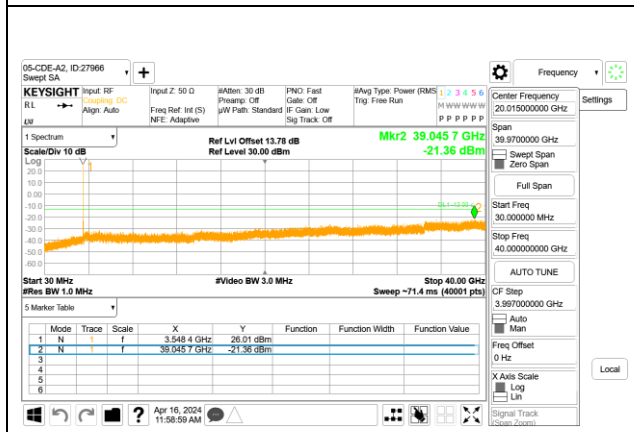 05-CDE-A2, ID:27966
Swept SA
Frequency
Settings
KEYSIGHT
Input: RF
Input Z: 50 Ω
#Atten: 30 dB
PNO: Fast
#Avg Type: Power (RMS
1 2 3 4 5 6
RL
Coupling: DC
Preamp: Off
Gate: Off
Trig: Free Run
M W W W W W
Align: Auto
Freq Ref: Int (S)
µW Path: Standard
IF Gain: Low
NFE: Adaptive
Sig Track: Off
P P P P P P
1 Spectrum
Ref Lvl Offset 13.78 dB
Mkr2 39.045 7 GHz
Scale/Div 10 dB
Ref Level 30.00 dBm
-21.36 dBm
Log
1
20.0
10.0
0.00
-10.0
2
-20.0
-30.0
-40.0
-50.0
-60.0
Start 30 MHz
#Video BW 3.0 MHz
Stop 40.00 GHz
#Res BW 1.0 MHz
Sweep ~71.4 ms (40001 pts)
5 Marker Table
Mode Trace Scale X Y Function Function Width Function Value
1 N 1 f 3.548 4 GHz 26.01 dBm
2 N 1 f 39.045 7 GHz -21.36 dBm
3
4
5
6
Center Frequency
20.015000000 GHz
Span
39.9700000 GHz
Swept Span
Zero Span
Full Span
Start Freq
30.000000 MHz
Stop Freq
40.000000000 GHz
AUTO TUNE
CF Step
3.997000000 GHz
Auto
Man
Freq Offset
0 Hz
X Axis Scale
Log
Lin
Signal Track
(Span Zoom)
Local
?
Apr 16, 2024
11:58:59 AM